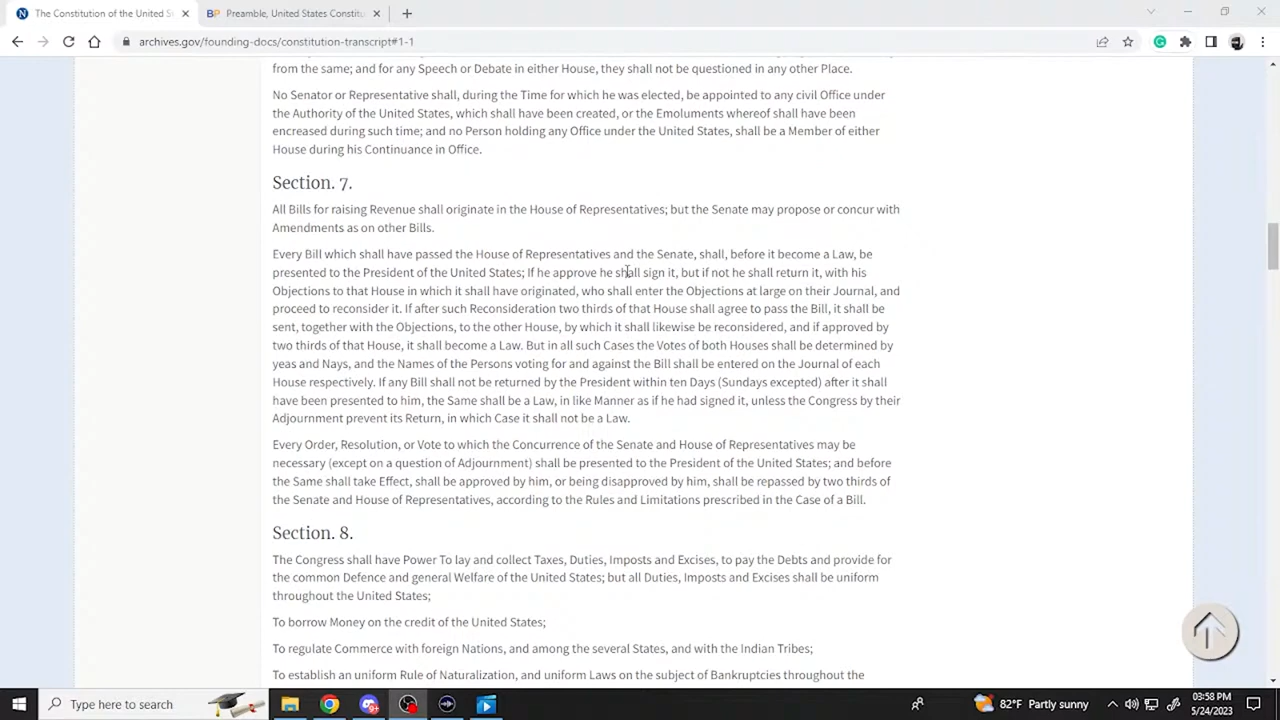 The Constitution of the United S
Preamble, United States Constitu
archives.gov/founding-docs/constitution-transcript#1-1
from the same; and for any Speech or Debate in either House, they shall not be questioned in any other Place.
No Senator or Representative shall, during the Time for which he was elected, be appointed to any civil Office under
the Authority of the United States, which shall have been created, or the Emoluments whereof shall have been
encreased during such time; and no Person holding any Office under the United States, shall be a Member of either
House during his Continuance in Office.
Section. 7.
All Bills for raising Revenue shall originate in the House of Representatives; but the Senate may propose or concur with
Amendments as on other Bills.
Every Bill which shall have passed the House of Representatives and the Senate, shall, before it become a Law, be
presented to the President of the United States; If he approve he shall sign it, but if not he shall return it, with his
Objections to that House in which it shall have originated, who shall enter the Objections at large on their Journal, and
proceed to reconsider it. If after such Reconsideration two thirds of that House shall agree to pass the Bill, it shall be
sent, together with the Objections, to the other House, by which it shall likewise be reconsidered, and if approved by
two thirds of that House, it shall become a Law. But in all such Cases the Votes of both Houses shall be determined by
yeas and Nays, and the Names of the Persons voting for and against the Bill shall be entered on the Journal of each
House respectively. If any Bill shall not be returned by the President within ten Days (Sundays excepted) after it shall
have been presented to him, the Same shall be a Law, in like Manner as if he had signed it, unless the Congress by their
Adjournment prevent its Return, in which Case it shall not be a Law.
Every Order, Resolution, or Vote to which the Concurrence of the Senate and House of Representatives may be
necessary (except on a question of Adjournment) shall be presented to the President of the United States; and before
the Same shall take Effect, shall be approved by him, or being disapproved by him, shall be repassed by two thirds of
the Senate and House of Representatives, according to the Rules and Limitations prescribed in the Case of a Bill.
Section. 8.
The Congress shall have Power To lay and collect Taxes, Duties, Imposts and Excises, to pay the Debts and provide for
the common Defence and general Welfare of the United States; but all Duties, Imposts and Excises shall be uniform
throughout the United States;
To borrow Money on the credit of the United States;
To regulate Commerce with foreign Nations, and among the several States, and with the Indian Tribes;
To establish an uniform Rule of Naturalization, and uniform Laws on the subject of Bankruptcies throughout the
Type here to search
82°F Partly sunny
03:58 PM
5/24/2023